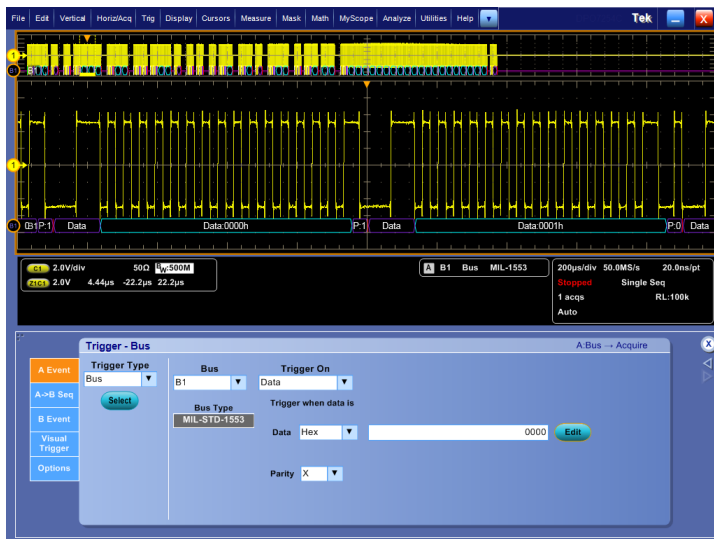 File Edit Vertical Horiz/Acq Trig Display Cursors Measure Mask Math MyScope Analyze Utilities Help Tek X
1
B1 B1
1
B1 P:1 Data Data:0000h P:1 Data Data:0001h P:0 Data
C1 2.0V/div 50Ω BW:500M
Z1C1 2.0V 4.44µs -22.2µs 22.2µs
A B1 Bus MIL-1553
200µs/div 50.0MS/s 20.0ns/pt
Stopped Single Seq
1 acqs RL:100k
Auto
Trigger - Bus A:Bus → Acquire X
A Event
A->B Seq
B Event
Visual
Trigger
Options
Trigger Type
Bus
Select
Bus
B1
Bus Type
MIL-STD-1553
Trigger On
Data
Trigger when data is
Data Hex 0000 Edit
Parity X